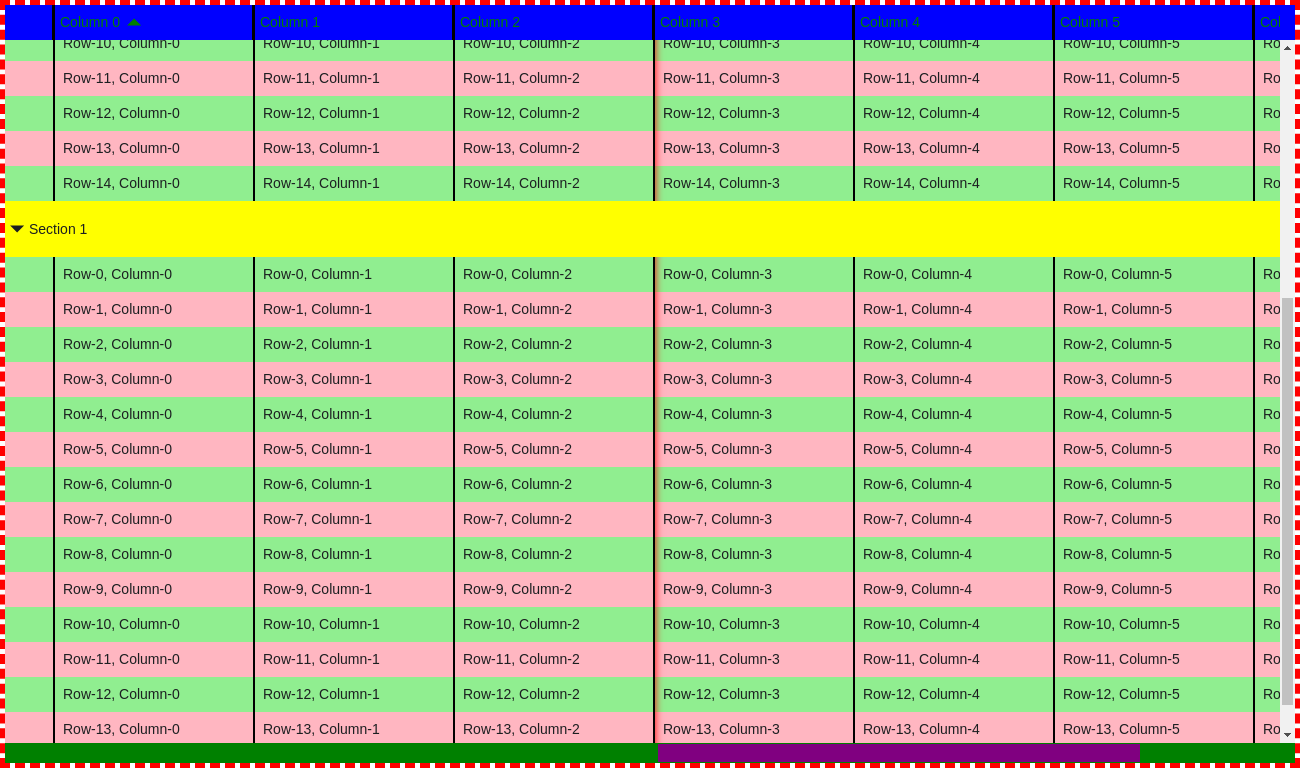 Column 0 Column 1 Column 2 Column 3 Column 4 Column 5 Col
Row-10, Column-0 Row-10, Column-1 Row-10, Column-2 Row-10, Column-3 Row-10, Column-4 Row-10, Column-5 Ro
Row-11, Column-0 Row-11, Column-1 Row-11, Column-2 Row-11, Column-3 Row-11, Column-4 Row-11, Column-5 Ro
Row-12, Column-0 Row-12, Column-1 Row-12, Column-2 Row-12, Column-3 Row-12, Column-4 Row-12, Column-5 Ro
Row-13, Column-0 Row-13, Column-1 Row-13, Column-2 Row-13, Column-3 Row-13, Column-4 Row-13, Column-5 Ro
Row-14, Column-0 Row-14, Column-1 Row-14, Column-2 Row-14, Column-3 Row-14, Column-4 Row-14, Column-5 Ro
Section 1
Row-0, Column-0 Row-0, Column-1 Row-0, Column-2 Row-0, Column-3 Row-0, Column-4 Row-0, Column-5 Ro
Row-1, Column-0 Row-1, Column-1 Row-1, Column-2 Row-1, Column-3 Row-1, Column-4 Row-1, Column-5 Ro
Row-2, Column-0 Row-2, Column-1 Row-2, Column-2 Row-2, Column-3 Row-2, Column-4 Row-2, Column-5 Ro
Row-3, Column-0 Row-3, Column-1 Row-3, Column-2 Row-3, Column-3 Row-3, Column-4 Row-3, Column-5 Ro
Row-4, Column-0 Row-4, Column-1 Row-4, Column-2 Row-4, Column-3 Row-4, Column-4 Row-4, Column-5 Ro
Row-5, Column-0 Row-5, Column-1 Row-5, Column-2 Row-5, Column-3 Row-5, Column-4 Row-5, Column-5 Ro
Row-6, Column-0 Row-6, Column-1 Row-6, Column-2 Row-6, Column-3 Row-6, Column-4 Row-6, Column-5 Ro
Row-7, Column-0 Row-7, Column-1 Row-7, Column-2 Row-7, Column-3 Row-7, Column-4 Row-7, Column-5 Ro
Row-8, Column-0 Row-8, Column-1 Row-8, Column-2 Row-8, Column-3 Row-8, Column-4 Row-8, Column-5 Ro
Row-9, Column-0 Row-9, Column-1 Row-9, Column-2 Row-9, Column-3 Row-9, Column-4 Row-9, Column-5 Ro
Row-10, Column-0 Row-10, Column-1 Row-10, Column-2 Row-10, Column-3 Row-10, Column-4 Row-10, Column-5 Ro
Row-11, Column-0 Row-11, Column-1 Row-11, Column-2 Row-11, Column-3 Row-11, Column-4 Row-11, Column-5 Ro
Row-12, Column-0 Row-12, Column-1 Row-12, Column-2 Row-12, Column-3 Row-12, Column-4 Row-12, Column-5 Ro
Row-13, Column-0 Row-13, Column-1 Row-13, Column-2 Row-13, Column-3 Row-13, Column-4 Row-13, Column-5 Ro